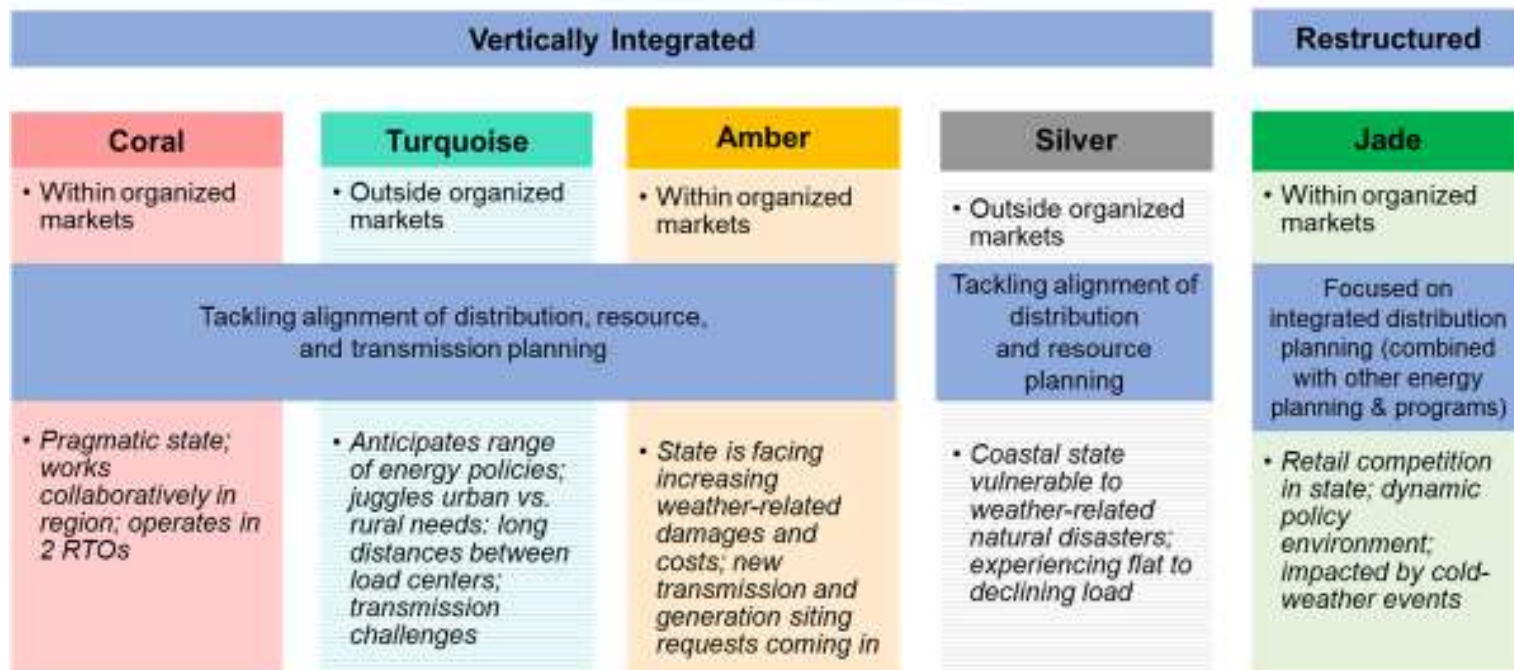 Vertically Integrated
Restructured
Coral
• Within organized
markets
Turquoise
• Outside organized
markets
Amber
• Within organized
markets
Silver
• Outside organized
markets
Jade
• Within organized
markets
Tackling alignment of distribution, resource,
and transmission planning
Tackling alignment of
distribution
and resource
planning
Focused on
integrated distribution
planning (combined
with other energy
planning & programs)
• Pragmatic state;
works
collaboratively in
region; operates in
2 RTOs
• Anticipates range
of energy policies;
juggles urban vs.
rural needs: long
distances between
load centers;
transmission
challenges
• State is facing
increasing
weather-related
damages and
costs; new
transmission and
generation siting
requests coming in
• Coastal state
vulnerable to
weather-related
natural disasters;
experiencing flat to
declining load
• Retail competition
in state; dynamic
policy
environment;
impacted by cold-
weather events